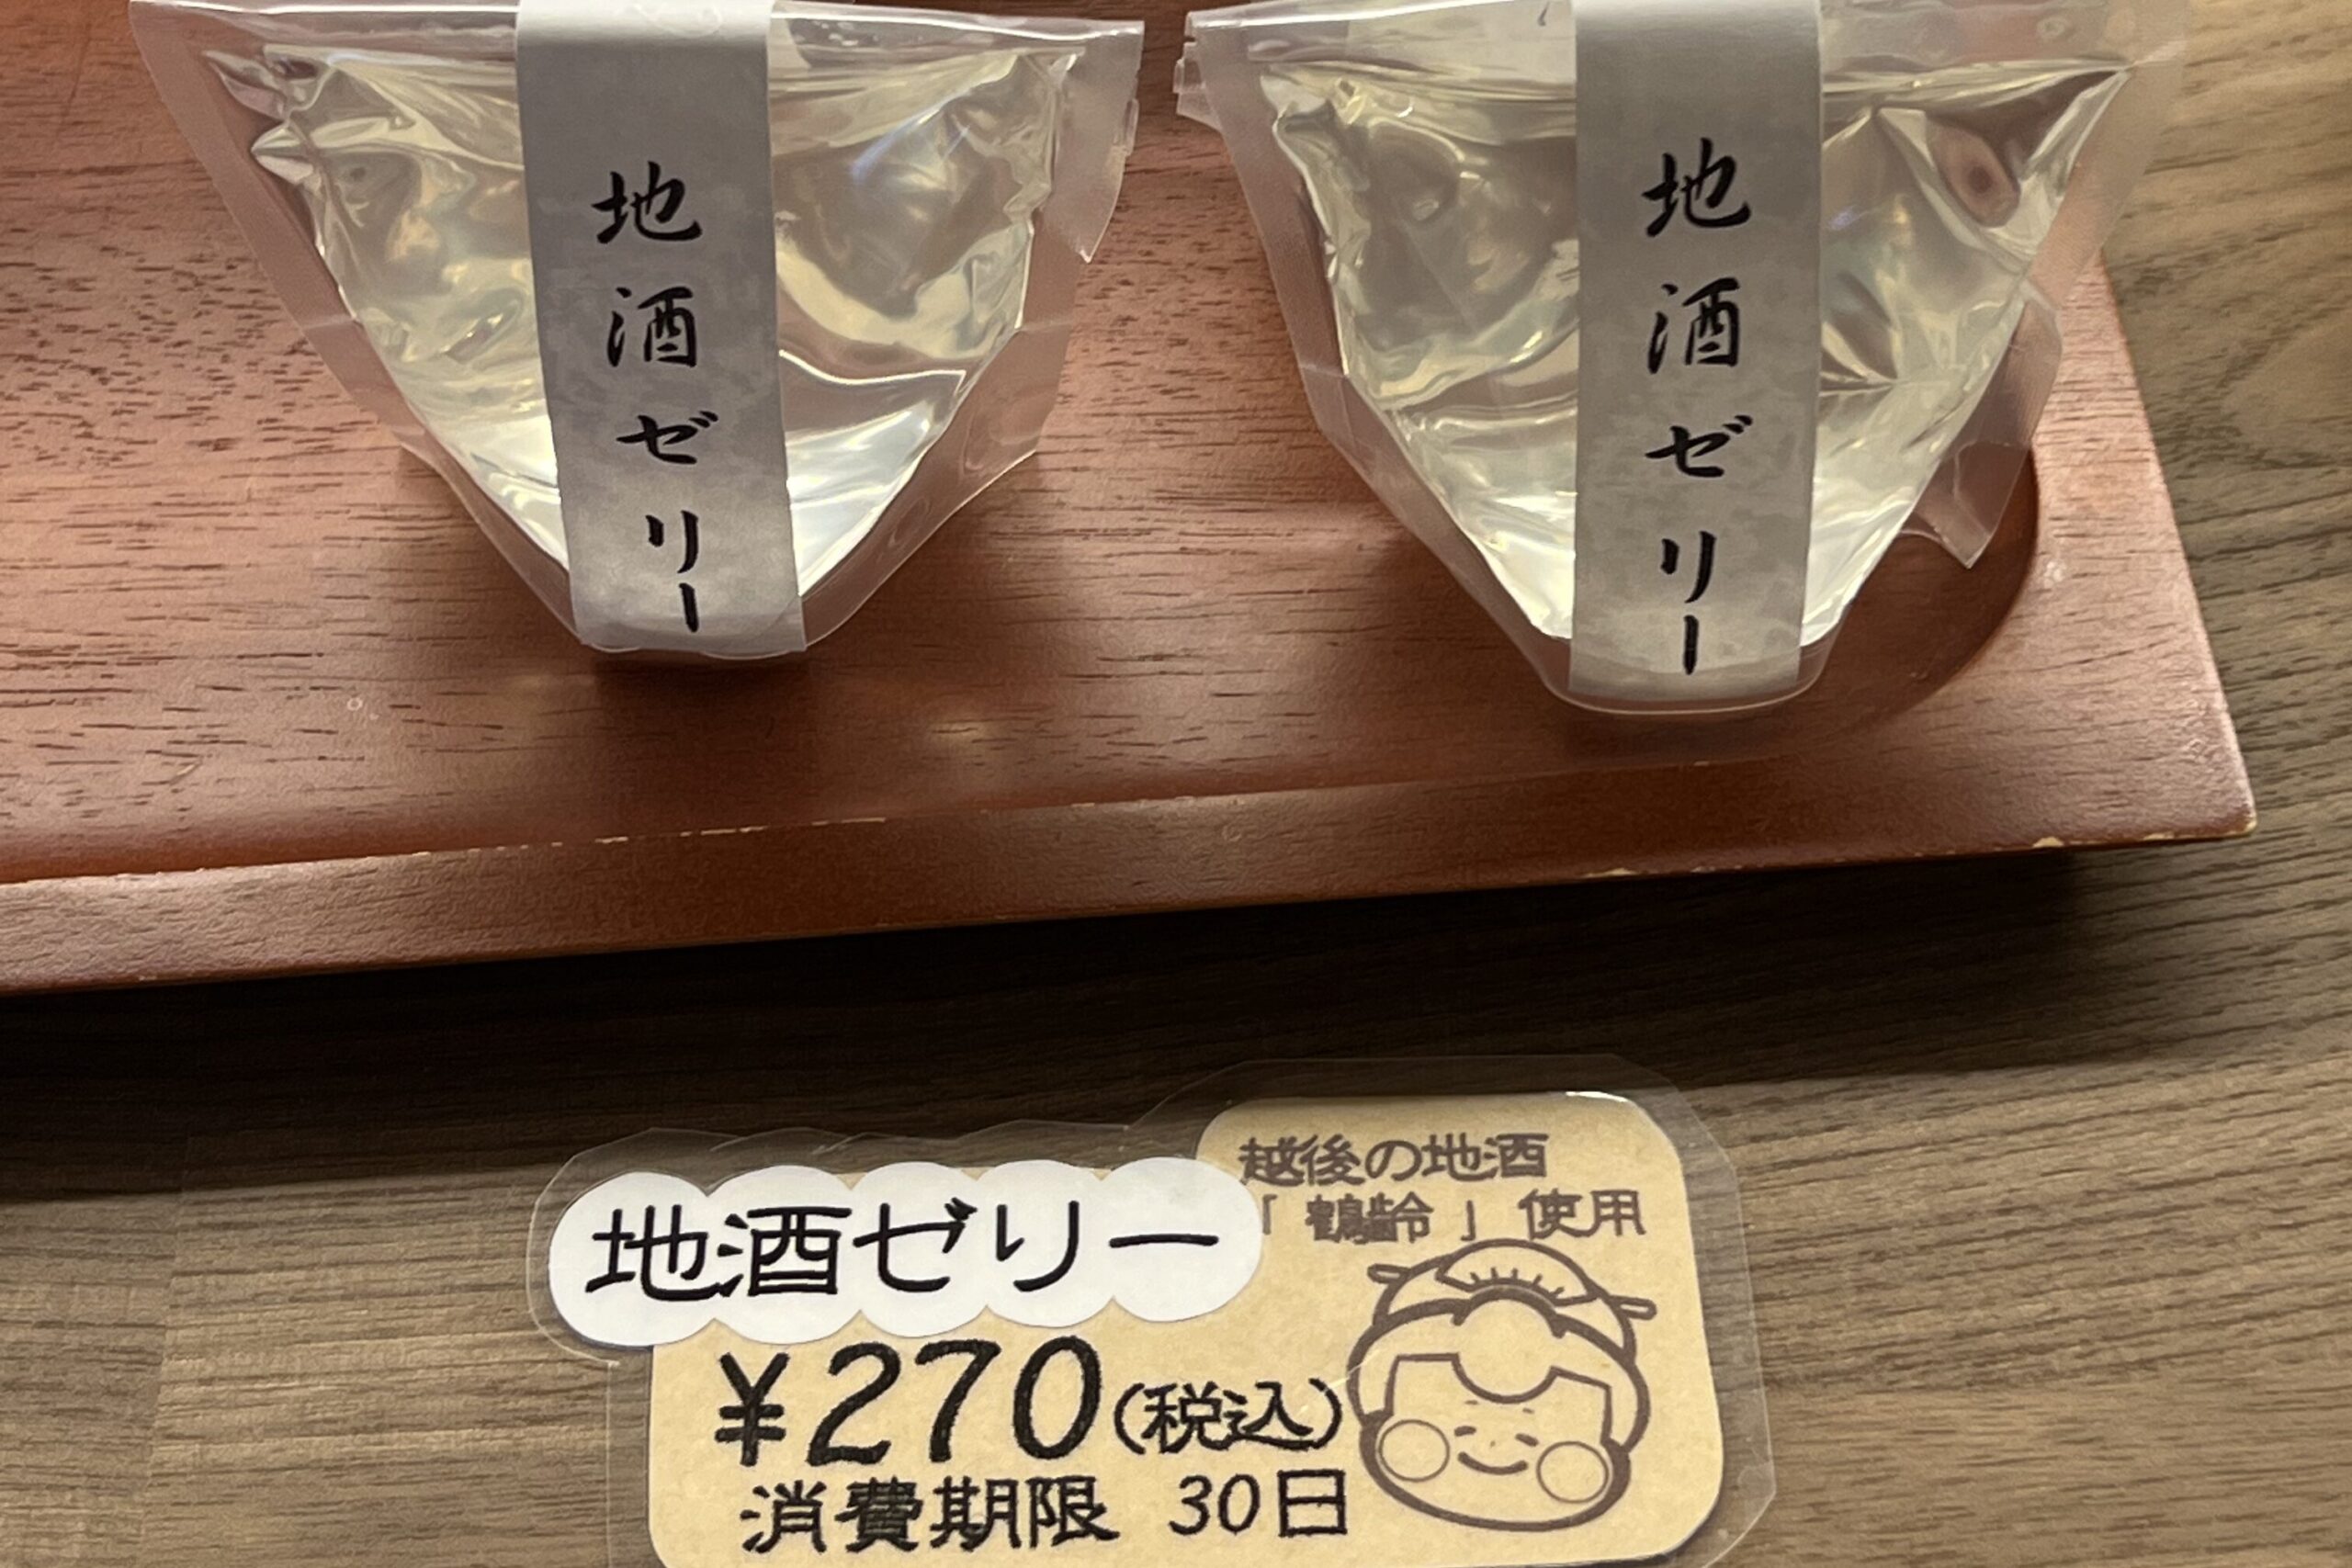 地酒ゼリー
地酒ゼリー
越後の地酒
「鶴齢」使用
地酒ゼリー
¥270(税込)
消費期限 30日